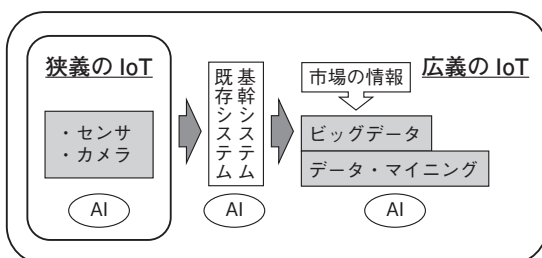 狭義の IoT
・センサ
・カメラ
AI
基幹システム
既存システム
AI
市場の情報
広義の IoT
ビッグデータ
データ・マイニング
AI